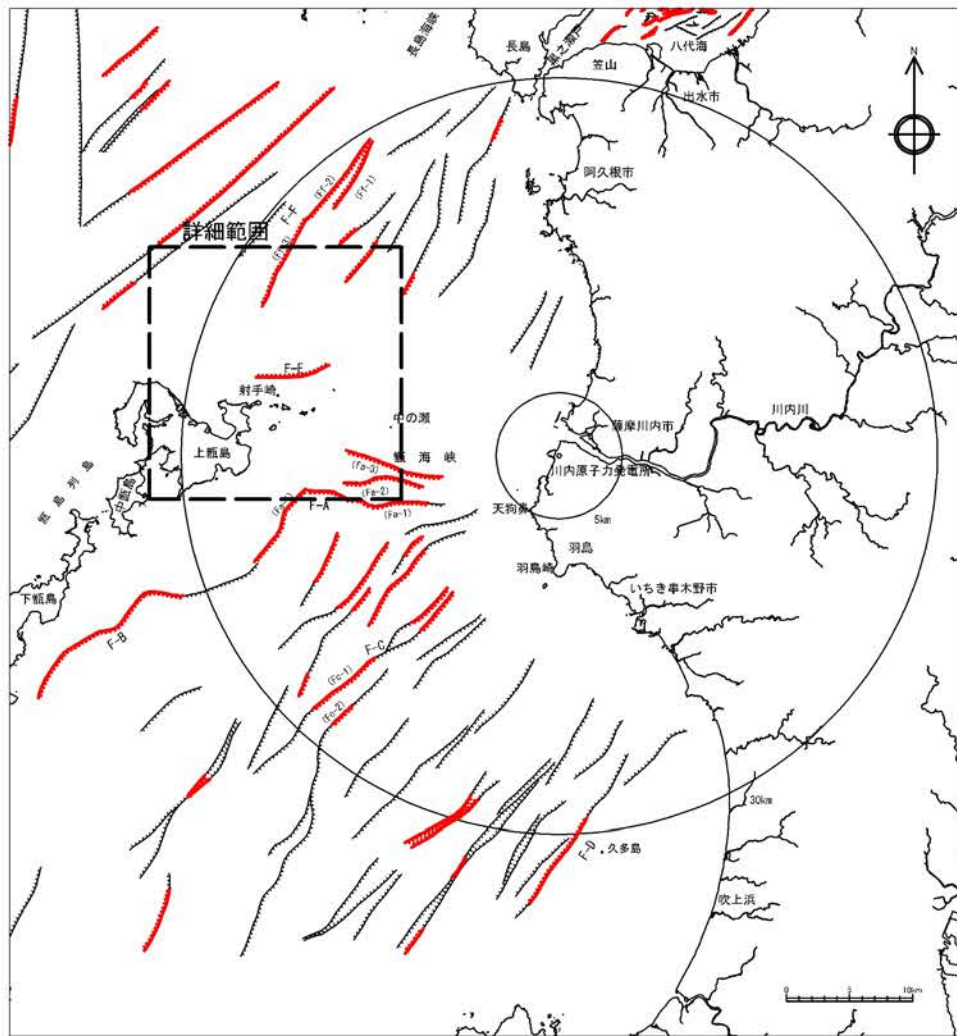 長島海峡
長島
黒之瀬戸
八代海
笠山
出水市
N
阿久根市
(Ff-2)
(Ff-1)
F-F
(Ff-3)
詳細範囲
F-E
射手崎
中の瀬
薩摩川内市
川内川
上甑島
甑海峡
(Fa-3)
川内原子力発電所
甑島列島
中甑島
(Fa-2)
F-A
(Fa-1)
天狗鼻
5km
羽島
羽島崎
下甑島
いちき串木野市
F-B
F-C
(Fc-1)
(Fc-2)
30km
F-D
久多島
吹上浜
0 5 10km